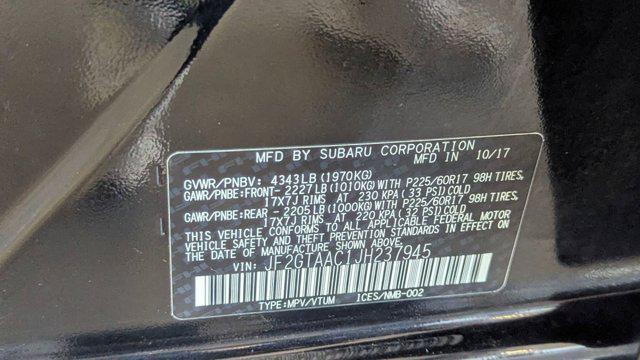 MFD BY SUBARU CORPORATION 10/17
GVWR/PNBV: 4343LB (1970KG)
GAWR/PNBE:FRONT- 2227LB (1010KG) WITH P225/60R17 98H TIRES,
17X7J RIMS AT 230 KPA (33 PSI) COLD
GAWR/PNBE:REAR - 2205LB (1000KG) WITH P225/60R17 98H TIRES,
17X7J RIMS AT 220 KPA (32 PSI) COLD
THIS VEHICLE CONFORMS TO ALL APPLICABLE FEDERAL MOTOR
VEHICLE SAFETY, BUMPER, AND THEFT PREVENTION STANDARDS
IN EFFECT ON THE DATE OF MANUFACTURE SHOWN ABOVE.
VIN: JF2GTAAC1JH237945
TYPE:MPV/VTUM ICES/NMB-002